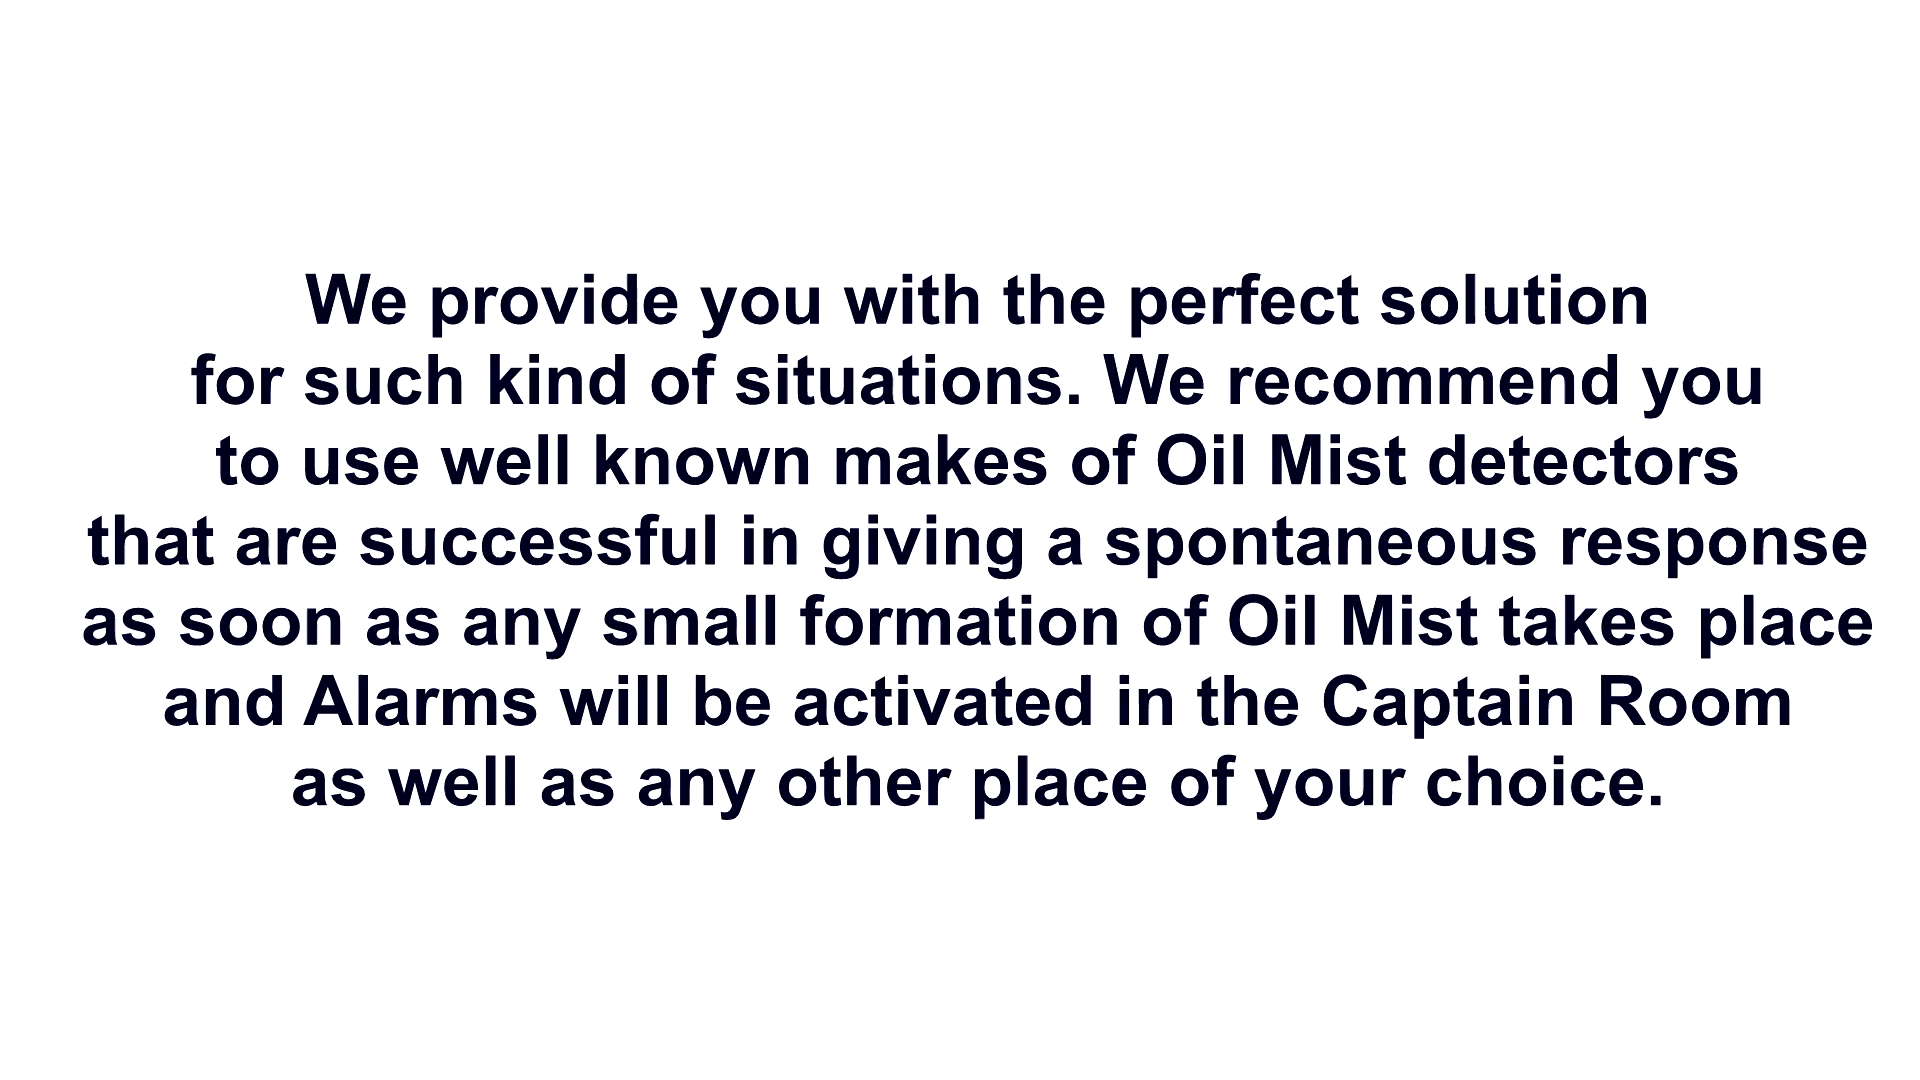 We provide you with the perfect solution
for such kind of situations. We recommend you
to use well known makes of Oil Mist detectors
that are successful in giving a spontaneous response
as soon as any small formation of Oil Mist takes place
and Alarms will be activated in the Captain Room
as well as any other place of your choice.